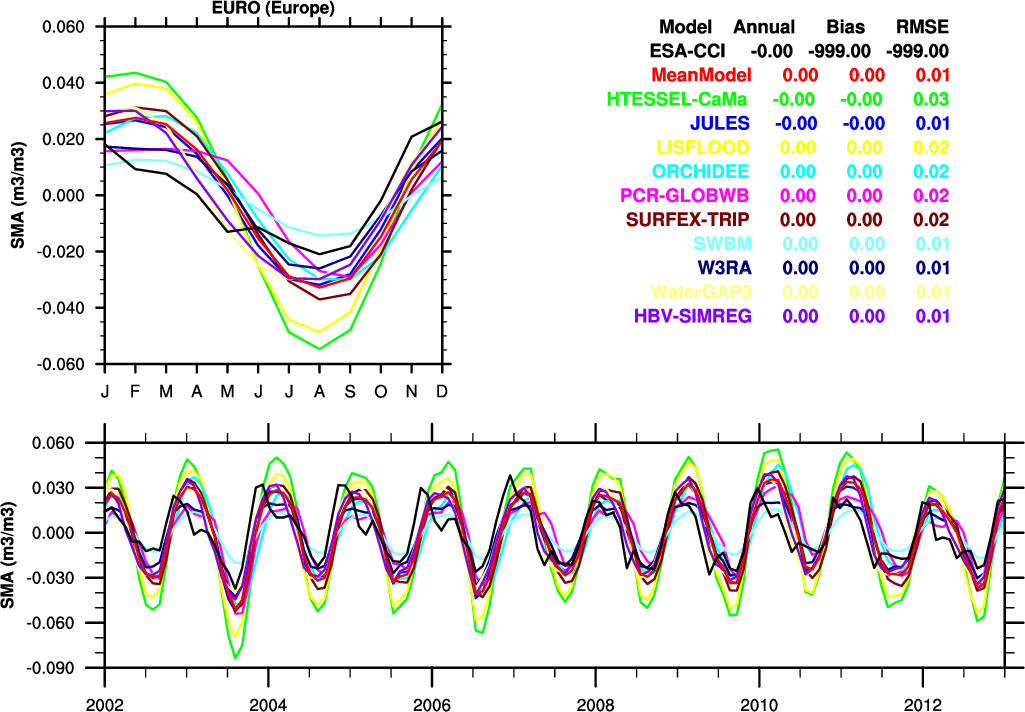 EURO (Europe)
0.060
0.040
0.020
0.000
-0.020
-0.040
-0.060
SMA (m3/m3)
J F M A M J J A S O N D
Model Annual Bias RMSE
ESA-CCI -0.00 -999.00 -999.00
MeanModel 0.00 0.00 0.01
HTESSEL-CaMa -0.00 -0.00 0.03
JULES -0.00 -0.00 0.01
LISFLOOD 0.00 0.00 0.02
ORCHIDEE 0.00 0.00 0.02
PCR-GLOBWB 0.00 0.00 0.02
SURFEX-TRIP 0.00 0.00 0.02
SWBM 0.00 0.00 0.01
W3RA 0.00 0.00 0.01
WaterGAP3 0.00 0.00 0.01
HBV-SIMREG 0.00 0.00 0.01
0.060
0.030
0.000
-0.030
-0.060
-0.090
SMA (m3/m3)
2002 2004 2006 2008 2010 2012